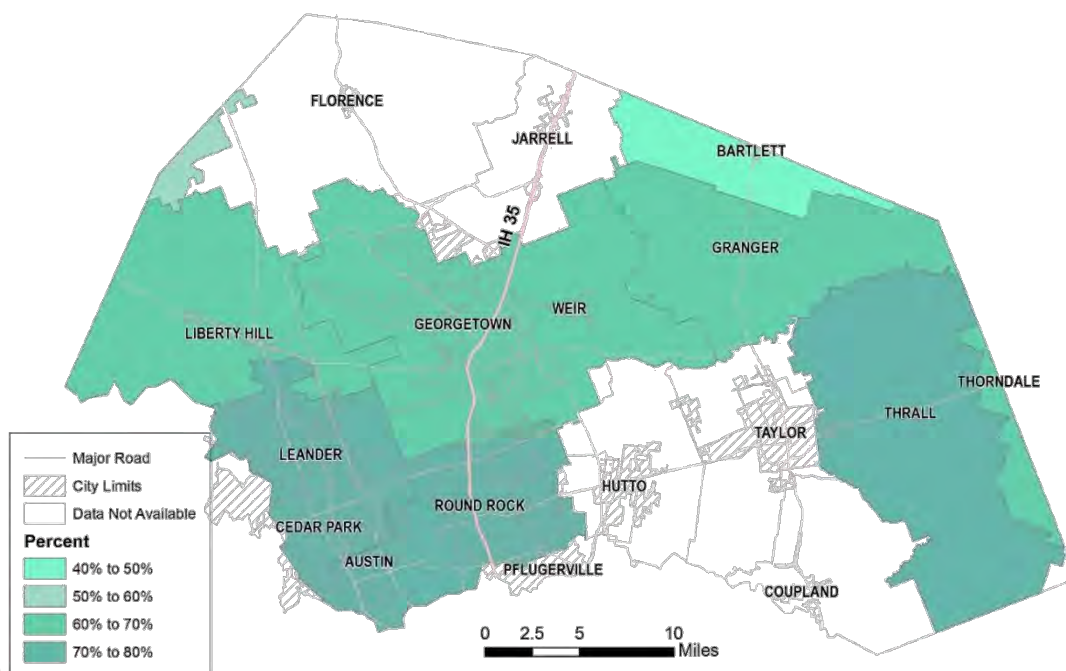 FLORENCE
JARRELL
BARTLETT
IH 35
GRANGER
WEIR
GEORGETOWN
LIBERTY HILL
THORNDALE
THRALL
TAYLOR
LEANDER
HUTTO
ROUND ROCK
CEDAR PARK
AUSTIN
PFLUGERVILLE
COUPLAND
Major Road
City Limits
Data Not Available
Percent
40% to 50%
50% to 60%
60% to 70%
70% to 80%
0 2.5 5 10
Miles